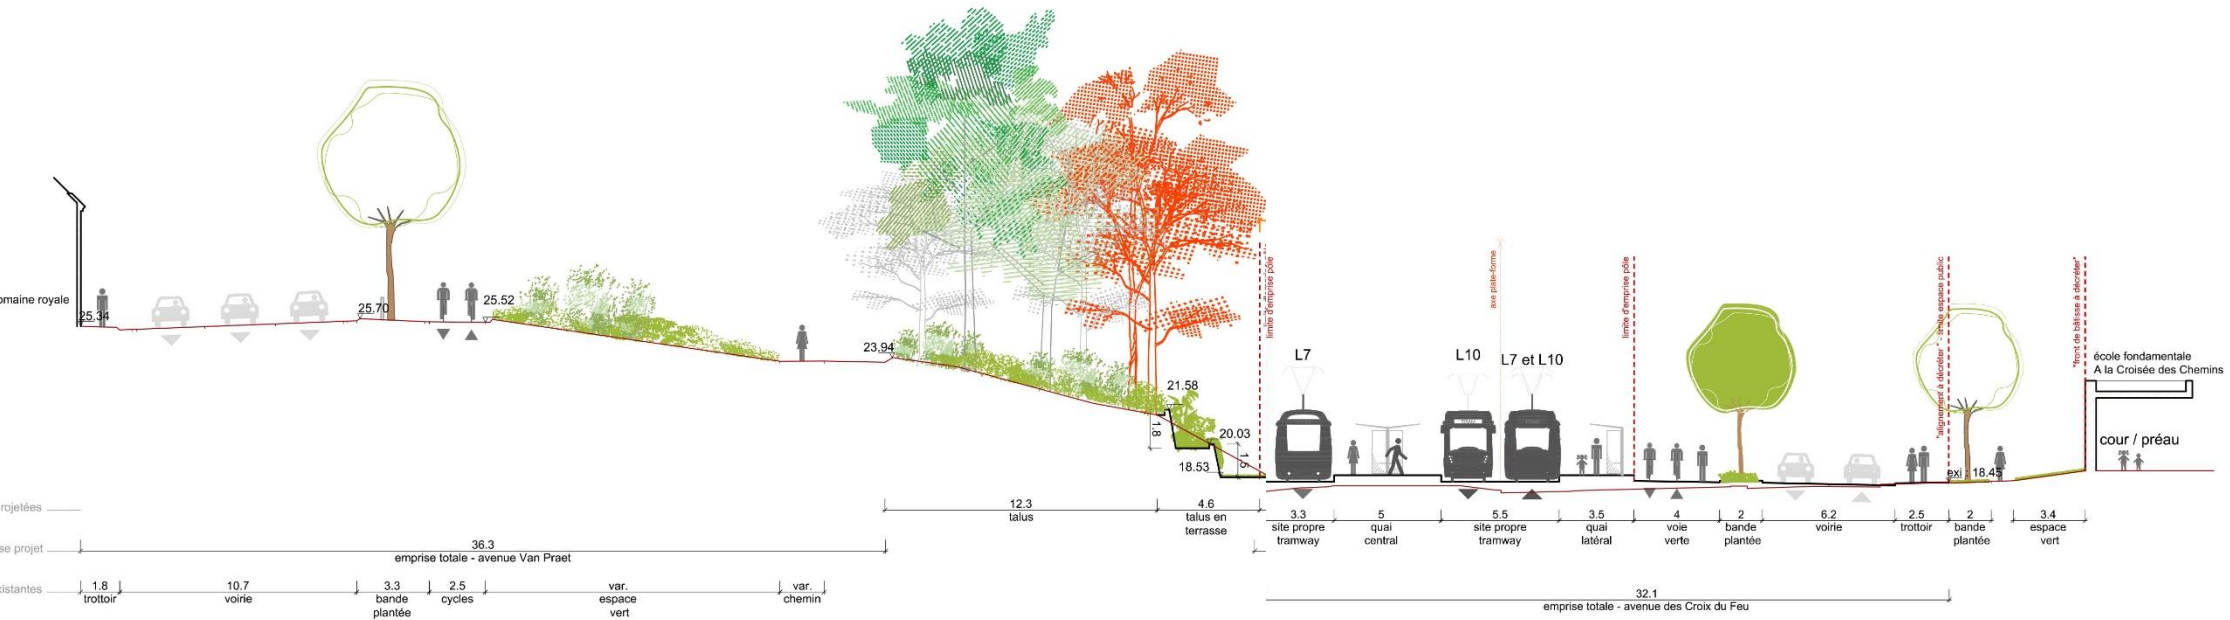 limite d'emprise pôle
axe plate-forme
limite d'emprise pôle
"alignement à décréter" - limite espace public
"front de bâtisse à décréter"
omaine royale
25.34
25.70
25.52
23.94
21.58
1.8
20.03
1.5
18.53
L7
L10
L7 et L10
exi : 18.45
école fondamentale
A la Croisée des Chemins
cour / préau
rojetées
12.3
talus
4.6
talus en
terrasse
3.3
site propre
tramway
5
quai
central
5.5
site propre
tramway
3.5
quai
latéral
4
voie
verte
2
bande
plantée
6.2
voirie
2.5
trottoir
2
bande
plantée
3.4
espace
vert
se projet
36.3
emprise totale - avenue Van Praet
xistantes
1.8
trottoir
10.7
voirie
3.3
bande
plantée
2.5
cycles
var.
espace
vert
var.
chemin
32.1
emprise totale - avenue des Croix du Feu